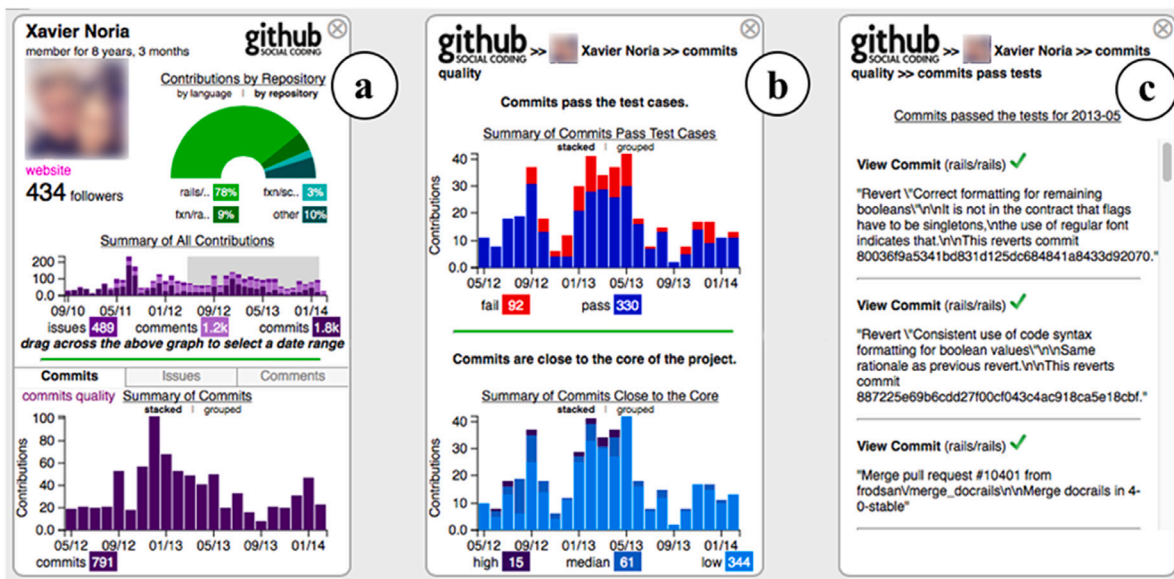 Xavier Noria
member for 8 years, 3 months
github
SOCIAL CODING
a
Contributions by Repository
by language | by repository
website
434 followers
rails/.. 78% fxn/sc.. 3%
fxn/ra.. 9% other 10%
Summary of All Contributions
200
100
0.0
09/10 05/11 01/12 09/12 05/13 01/14
issues 489 comments 1.2k commits 1.8k
drag across the above graph to select a date range
Commits Issues Comments
commits quality Summary of Commits
stacked | grouped
Contributions
100
80
60
40
20
0.0
05/12 09/12 01/13 05/13 09/13 01/14
commits 791
github >> Xavier Noria >> commits
SOCIAL CODING
quality
b
Commits pass the test cases.
Summary of Commits Pass Test Cases
stacked | grouped
Contributions
40
30
20
10
0.0
05/12 09/12 01/13 05/13 09/13 01/14
fail 92 pass 330
Commits are close to the core of the project.
Summary of Commits Close to the Core
stacked | grouped
Contributions
40
30
20
10
0.0
05/12 09/12 01/13 05/13 09/13 01/14
high 15 median 61 low 344
github >> Xavier Noria >> commits
SOCIAL CODING
quality >> commits pass tests
c
Commits passed the tests for 2013-05
View Commit (rails/rails)
"Revert \"Correct formatting for remaining
booleans\"\n\nIt is not in the contract that flags
have to be singletons,\nthe use of regular font
indicates that.\n\nThis reverts commit
80036f9a5341bd831d125dc684841a8433d92070."
View Commit (rails/rails)
"Revert \"Consistent use of code syntax
formatting for boolean values\"\n\nSame
rationale as previous revert.\n\nThis reverts
commit
887225e69b6cdd27f00cf043c4ac918ca5e18cbf."
View Commit (rails/rails)
"Merge pull request #10401 from
frodsan\/merge_docrails\n\nMerge docrails in 4-
0-stable"